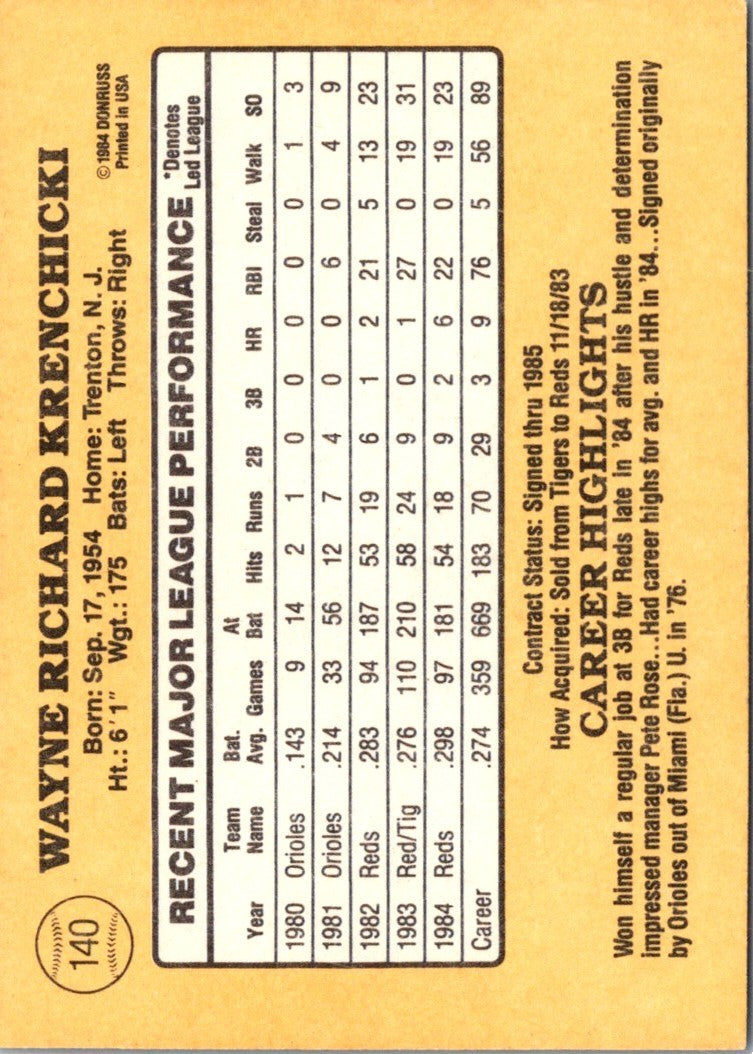 140
WAYNE RICHARD KRENCHICKI
Born: Sep. 17, 1954 Home: Trenton, N. J.
Ht.: 6'1" Wgt.: 175 Bats: Left Throws: Right
© 1984 DONRUSS
Printed in USA
RECENT MAJOR LEAGUE PERFORMANCE
*Denotes
Led League
Year Team Name Bat. Avg. Games At Bat Hits Runs 2B 3B HR RBI Steal Walk SO
1980 Orioles .143 9 14 2 1 0 0 0 0 0 1 3
1981 Orioles .214 33 56 12 7 4 0 0 6 0 4 9
1982 Reds .283 94 187 53 19 6 1 2 21 5 13 23
1983 Red/Tig .276 110 210 58 24 9 0 1 27 0 19 31
1984 Reds .298 97 181 54 18 9 2 6 22 0 19 23
Career .274 359 669 183 70 29 3 9 76 5 56 89
Contract Status: Signed thru 1985
How Acquired: Sold from Tigers to Reds 11/18/83
CAREER HIGHLIGHTS
Won himself a regular job at 3B for Reds late in '84 after his hustle and determination
impressed manager Pete Rose...Had career highs for avg. and HR in '84...Signed originally
by Orioles out of Miami (Fla.) U. in '76.